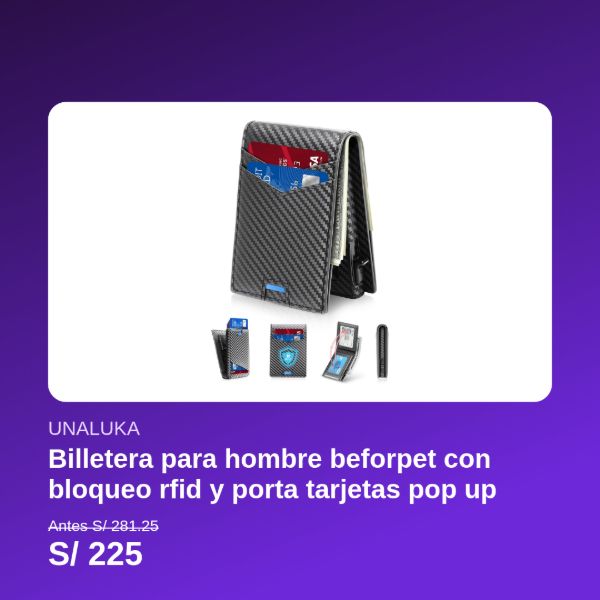 UNALUKA
Billetera para hombre beforpet con
bloqueo rfid y porta tarjetas pop up
Antes S/ 281.25
S/ 225